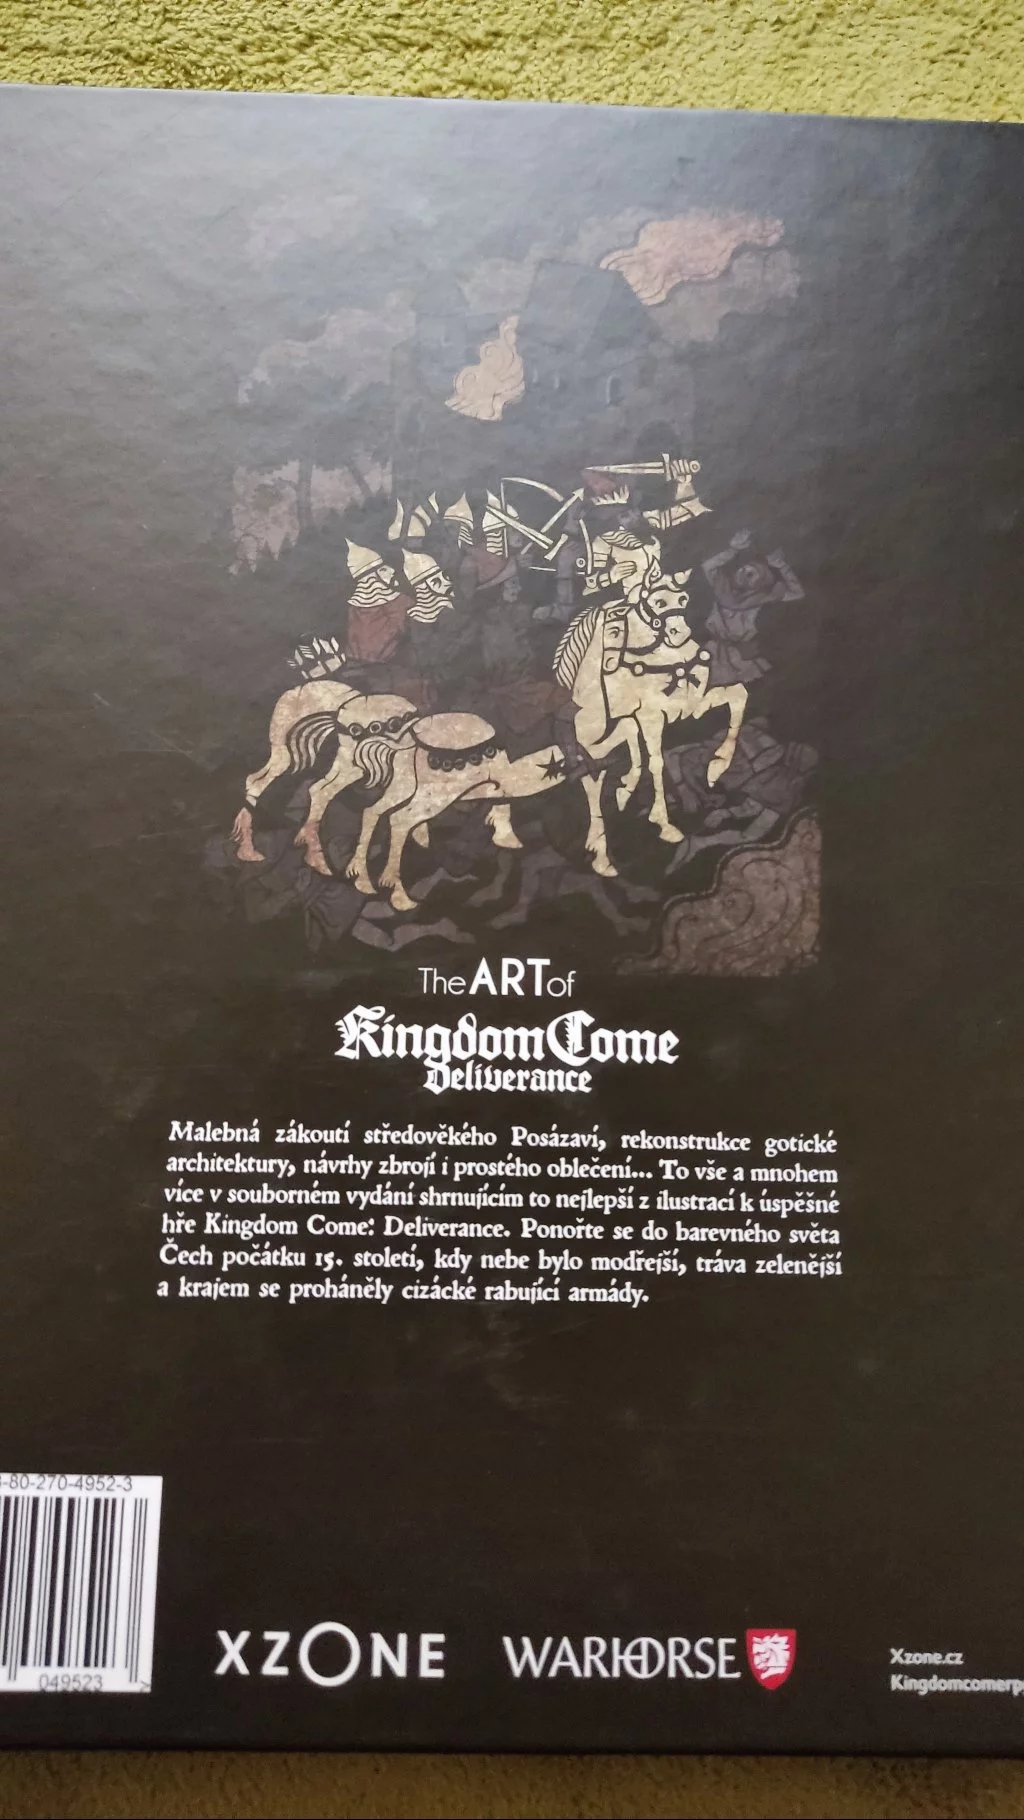 The ART of
Kingdom Come
Deliverance
Malebná zákoutí středověkého Posázaví, rekonstrukce gotické
architektury, návrhy zbrojí i prostého oblečení... To vše a mnohem
více v souborném vydání shrnujícím to nejlepší z ilustrací k úspěšné
hře Kingdom Come: Deliverance. Ponořte se do barevného světa
Čech počátku 15. století, kdy nebe bylo modřejší, tráva zelenější
a krajem se proháněly cizácké rabující armády.
-80-270-4952-3
049523 >
XZONE
WARHORSE
Xzone.cz